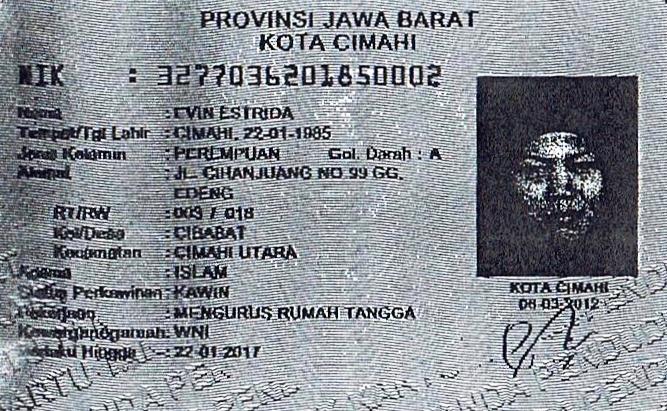 PROVINSI JAWA BARAT
KOTA CIMAHI
NIK : 3277036201850002
Nama : EVIN ESTRIDA
Tempat/Tgl Lahir : CIMAHI, 22-01-1985
Jenis Kelamin : PEREMPUAN Gol. Darah : A
Alamat : JL. CIHANJUANG NO 99 GG.
EDENG
RT/RW : 003 / 018
Kel/Desa : CIBABAT
Kecamatan : CIMAHI UTARA
Agama : ISLAM
Status Perkawinan : KAWIN
Pekerjaan : MENGURUS RUMAH TANGGA
Kewarganegaraan: WNI
Berlaku Hingga : 22-01-2017
KOTA CIMAHI
06-03-2012